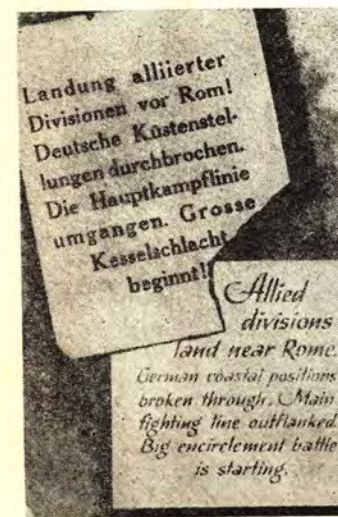 Landung alliierter
Divisionen vor Rom!
Deutsche Küstenstel-
lungen durchbrochen.
Die Hauptkampflinie
umgangen. Grosse
Kesselschlacht
beginnt!!
Allied
divisions
land near Rome.
German coastal positions
broken through. Main
fighting line outflanked.
Big encirclement battle
is starting.